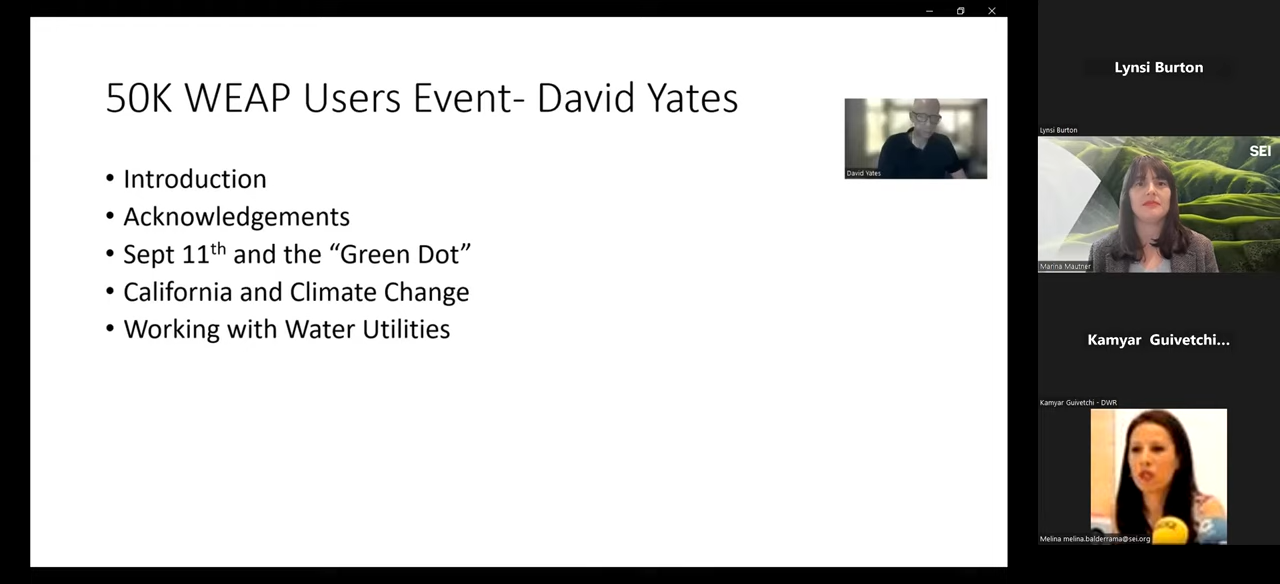 50K WEAP Users Event- David Yates
• Introduction
• Acknowledgements
• Sept 11th and the “Green Dot”
• California and Climate Change
• Working with Water Utilities
David Yates
Lynsi Burton
Lynsi Burton
SEI
Marina Mautner
Kamyar Guivetchi...
Kamyar Guivetchi - DWR
Melina melina.balderrama@sei.org